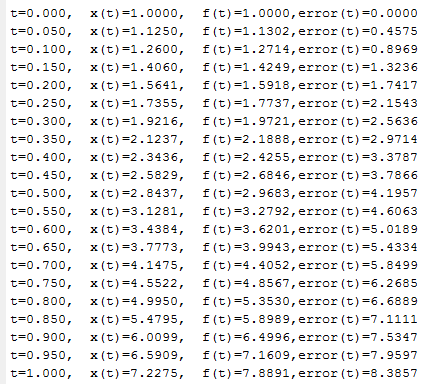 t=0.000,  x(t)=1.0000,  f(t)=1.0000,error(t)=0.0000
t=0.050,  x(t)=1.1250,  f(t)=1.1302,error(t)=0.4575
t=0.100,  x(t)=1.2600,  f(t)=1.2714,error(t)=0.8969
t=0.150,  x(t)=1.4060,  f(t)=1.4249,error(t)=1.3236
t=0.200,  x(t)=1.5641,  f(t)=1.5918,error(t)=1.7417
t=0.250,  x(t)=1.7355,  f(t)=1.7737,error(t)=2.1543
t=0.300,  x(t)=1.9216,  f(t)=1.9721,error(t)=2.5636
t=0.350,  x(t)=2.1237,  f(t)=2.1888,error(t)=2.9714
t=0.400,  x(t)=2.3436,  f(t)=2.4255,error(t)=3.3787
t=0.450,  x(t)=2.5829,  f(t)=2.6846,error(t)=3.7866
t=0.500,  x(t)=2.8437,  f(t)=2.9683,error(t)=4.1957
t=0.550,  x(t)=3.1281,  f(t)=3.2792,error(t)=4.6063
t=0.600,  x(t)=3.4384,  f(t)=3.6201,error(t)=5.0189
t=0.650,  x(t)=3.7773,  f(t)=3.9943,error(t)=5.4334
t=0.700,  x(t)=4.1475,  f(t)=4.4052,error(t)=5.8499
t=0.750,  x(t)=4.5522,  f(t)=4.8567,error(t)=6.2685
t=0.800,  x(t)=4.9950,  f(t)=5.3530,error(t)=6.6889
t=0.850,  x(t)=5.4795,  f(t)=5.8989,error(t)=7.1111
t=0.900,  x(t)=6.0099,  f(t)=6.4996,error(t)=7.5347
t=0.950,  x(t)=6.5909,  f(t)=7.1609,error(t)=7.9597
t=1.000,  x(t)=7.2275,  f(t)=7.8891,error(t)=8.3857